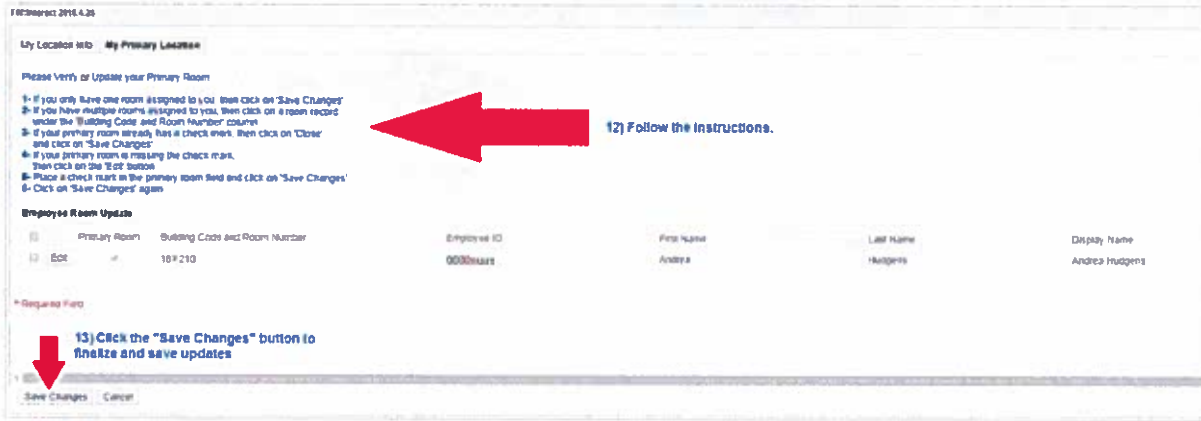 FM:Interact 2016.4.26
My Location Info My Primary Location
Please Verify or Update your Primary Room
1- If you only have one room assigned to you, then click on 'Save Changes'
2- If you have multiple rooms assigned to you, then click on a room record
under the 'Building Code and Room Number' column
3- If your primary room already has a check mark, then click on 'Close'
and click on 'Save Changes'
4- If your primary room is missing the check mark,
then click on the 'Edit' button
5- Place a check mark in the primary room field and click on 'Save Changes'
6- Click on 'Save Changes' again
12) Follow the instructions.
Employee Room Update
Primary Room Building Code and Room Number Employee ID First Name Last Name Display Name
Edit Andrea Hudgens Andrea Hudgens
* Required Field
13) Click the "Save Changes" button to
finalize and save updates
Save Changes Cancel